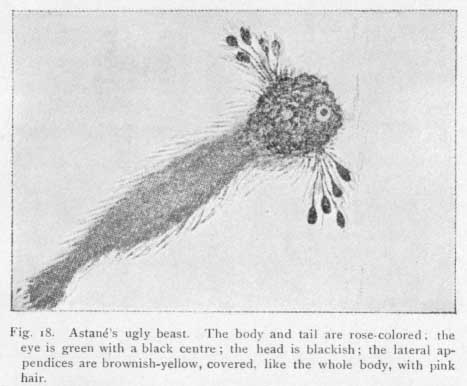 Fig. 18. Astané's ugly beast. The body and tail are rose-colored; the
eye is green with a black centre; the head is blackish; the lateral ap-
pendices are brownish-yellow, covered, like the whole body, with pink
hair.